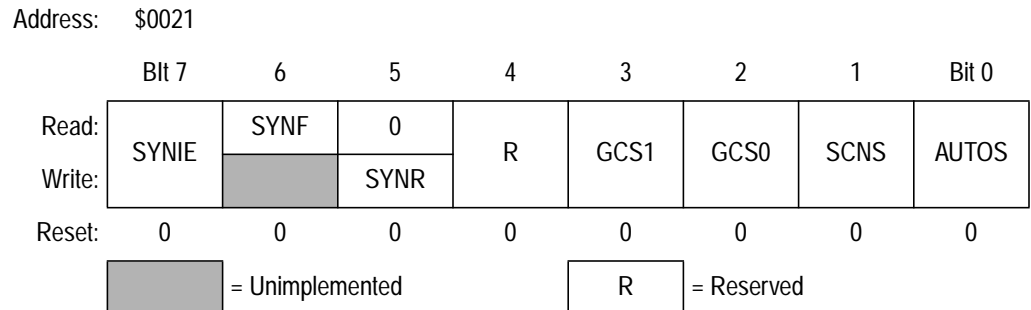 Address: $0021
BIt 7 6 5 4 3 2 1 Bit 0
Read: SYNIE SYNF 0 R GCS1 GCS0 SCNS AUTOS
Write: SYNR
Reset: 0 0 0 0 0 0 0 0
= Unimplemented R = Reserved